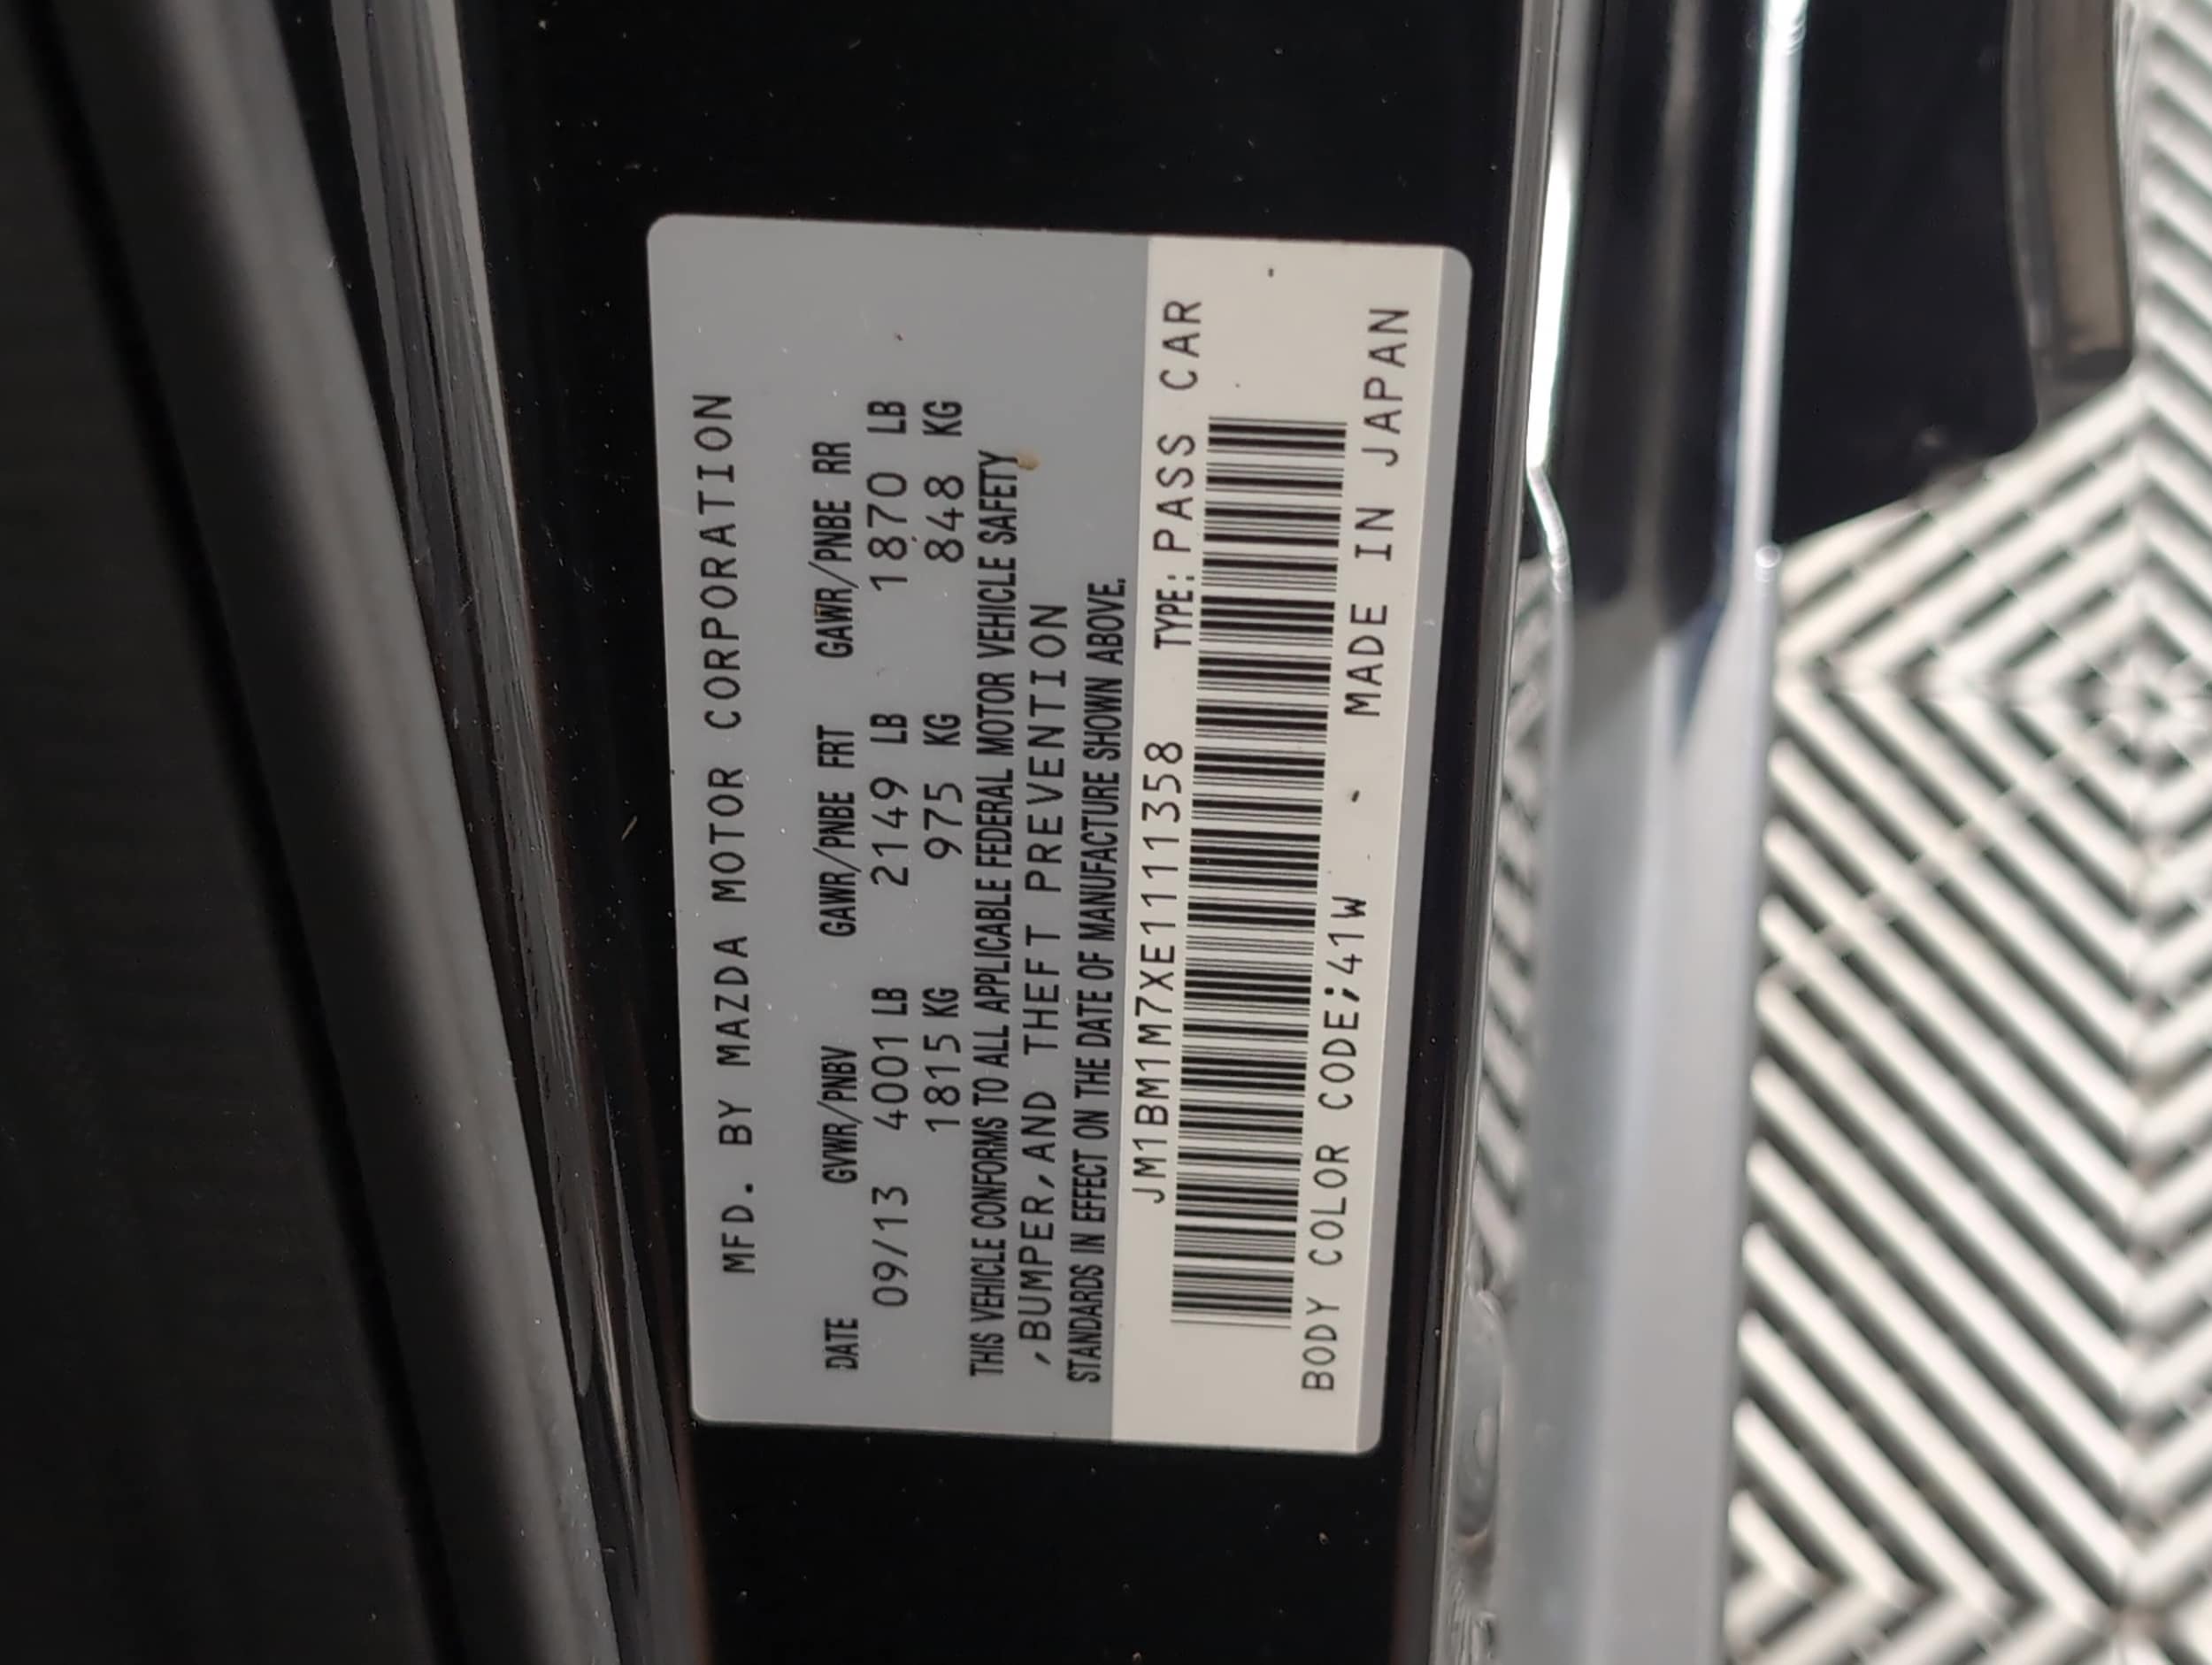 MFD. BY MAZDA MOTOR CORPORATION
DATE GVWR/PNBV GAWR/PNBE FRT GAWR/PNBE RR
09/13 4001 LB 2149 LB 1870 LB
1815 KG 975 KG 848 KG
THIS VEHICLE CONFORMS TO ALL APPLICABLE FEDERAL MOTOR VEHICLE SAFETY
,BUMPER,AND THEFT PREVENTION
STANDARDS IN EFFECT ON THE DATE OF MANUFACTURE SHOWN ABOVE.
JM1BM1M7XE1111358 TYPE: PASS CAR
BODY COLOR CODE;41W - MADE IN JAPAN